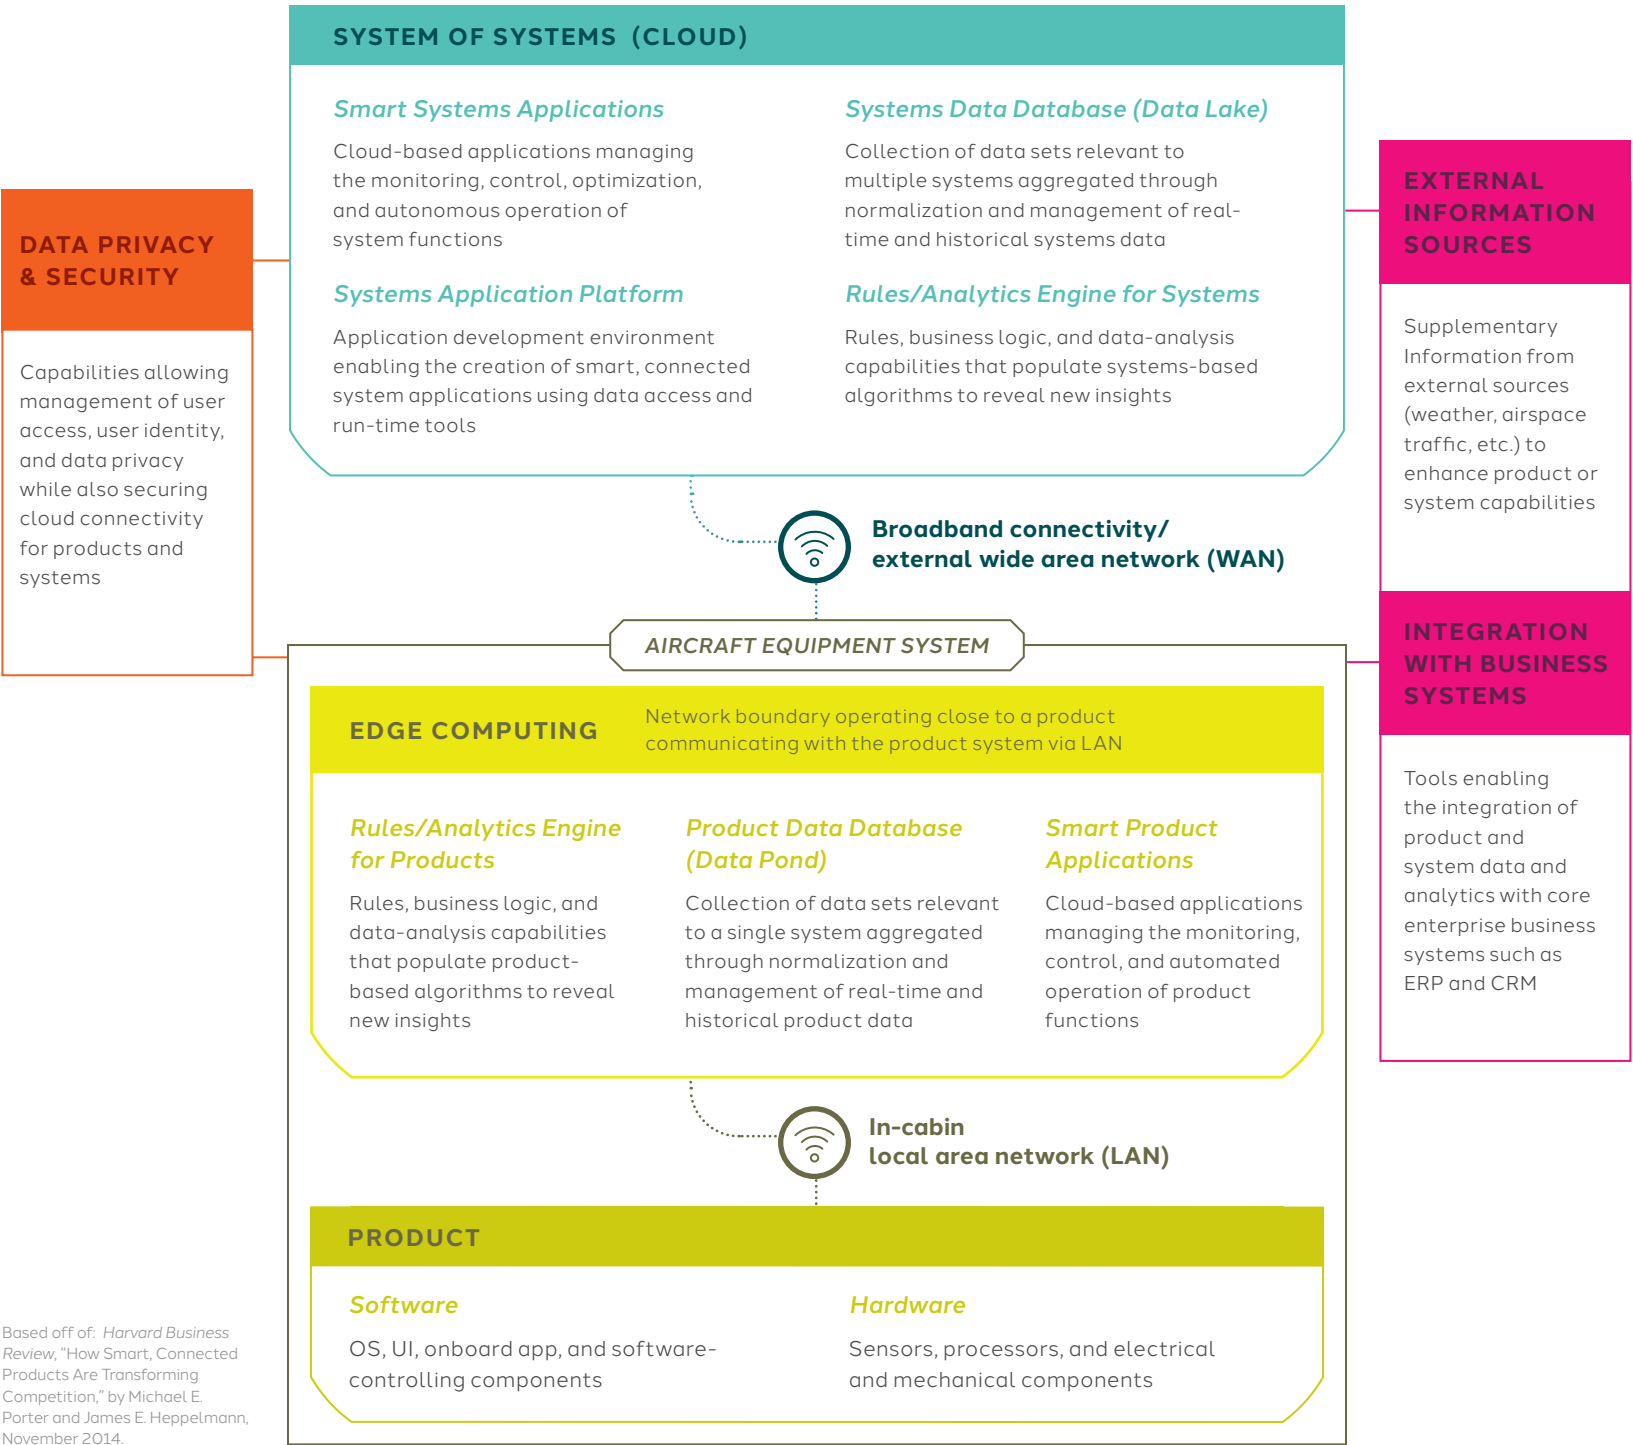 SYSTEM OF SYSTEMS (CLOUD)
Smart Systems Applications
Cloud-based applications managing
the monitoring, control, optimization,
and autonomous operation of
system functions
Systems Data Database (Data Lake)
Collection of data sets relevant to
multiple systems aggregated through
normalization and management of real-
time and historical systems data
Systems Application Platform
Application development environment
enabling the creation of smart, connected
system applications using data access and
run-time tools
Rules/Analytics Engine for Systems
Rules, business logic, and data-analysis
capabilities that populate systems-based
algorithms to reveal new insights
DATA PRIVACY
& SECURITY
Capabilities allowing
management of user
access, user identity,
and data privacy
while also securing
cloud connectivity
for products and
systems
EXTERNAL
INFORMATION
SOURCES
Supplementary
Information from
external sources
(weather, airspace
traffic, etc.) to
enhance product or
system capabilities
INTEGRATION
WITH BUSINESS
SYSTEMS
Tools enabling
the integration of
product and
system data and
analytics with core
enterprise business
systems such as
ERP and CRM
Broadband connectivity/
external wide area network (WAN)
AIRCRAFT EQUIPMENT SYSTEM
EDGE COMPUTING
Network boundary operating close to a product
communicating with the product system via LAN
Rules/Analytics Engine
for Products
Rules, business logic, and
data-analysis capabilities
that populate product-
based algorithms to reveal
new insights
Product Data Database
(Data Pond)
Collection of data sets relevant
to a single system aggregated
through normalization and
management of real-time and
historical product data
Smart Product
Applications
Cloud-based applications
managing the monitoring,
control, and automated
operation of product
functions
In-cabin
local area network (LAN)
PRODUCT
Software
OS, UI, onboard app, and software-
controlling components
Hardware
Sensors, processors, and electrical
and mechanical components
Based off of: Harvard Business
Review, "How Smart, Connected
Products Are Transforming
Competition," by Michael E.
Porter and James E. Heppelmann,
November 2014.